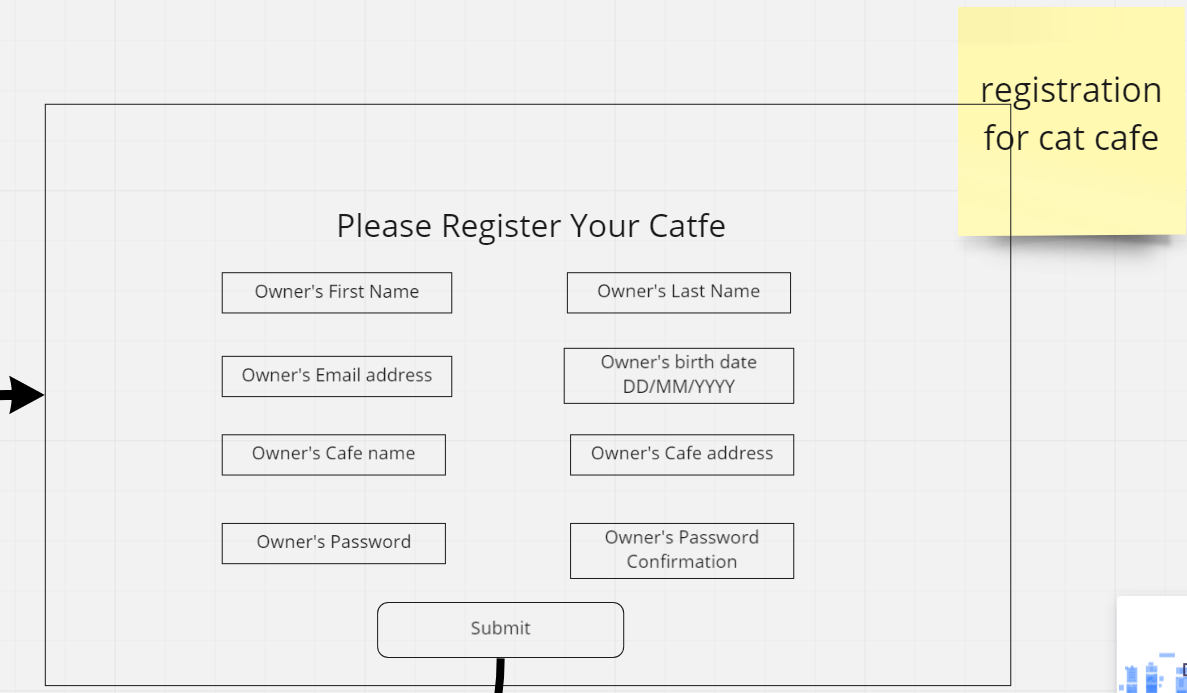 registration
for cat cafe
Please Register Your Catfe
Owner's First Name
Owner's Last Name
Owner's Email address
Owner's birth date
DD/MM/YYYY
Owner's Cafe name
Owner's Cafe address
Owner's Password
Owner's Password
Confirmation
Submit